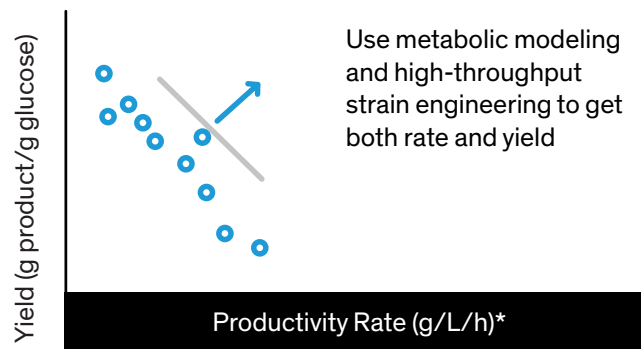 Use metabolic modeling
and high-throughput
strain engineering to get
both rate and yield
Yield (g product/g glucose)
Productivity Rate (g/L/h)*